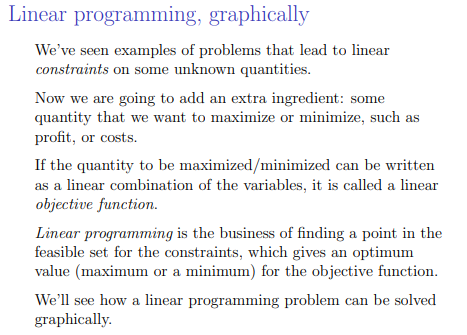 Linear programming, graphically
We've seen examples of problems that lead to linear
constraints on some unknown quantities.
Now we are going to add an extra ingredient: some
quantity that we want to maximize or minimize, such as
profit, or costs.
If the quantity to be maximized/minimized can be written
as a linear combination of the variables, it is called a linear
objective function.
Linear programming is the business of finding a point in the
feasible set for the constraints, which gives an optimum
value (maximum or a minimum) for the objective function.
We'll see how a linear programming problem can be solved
graphically.